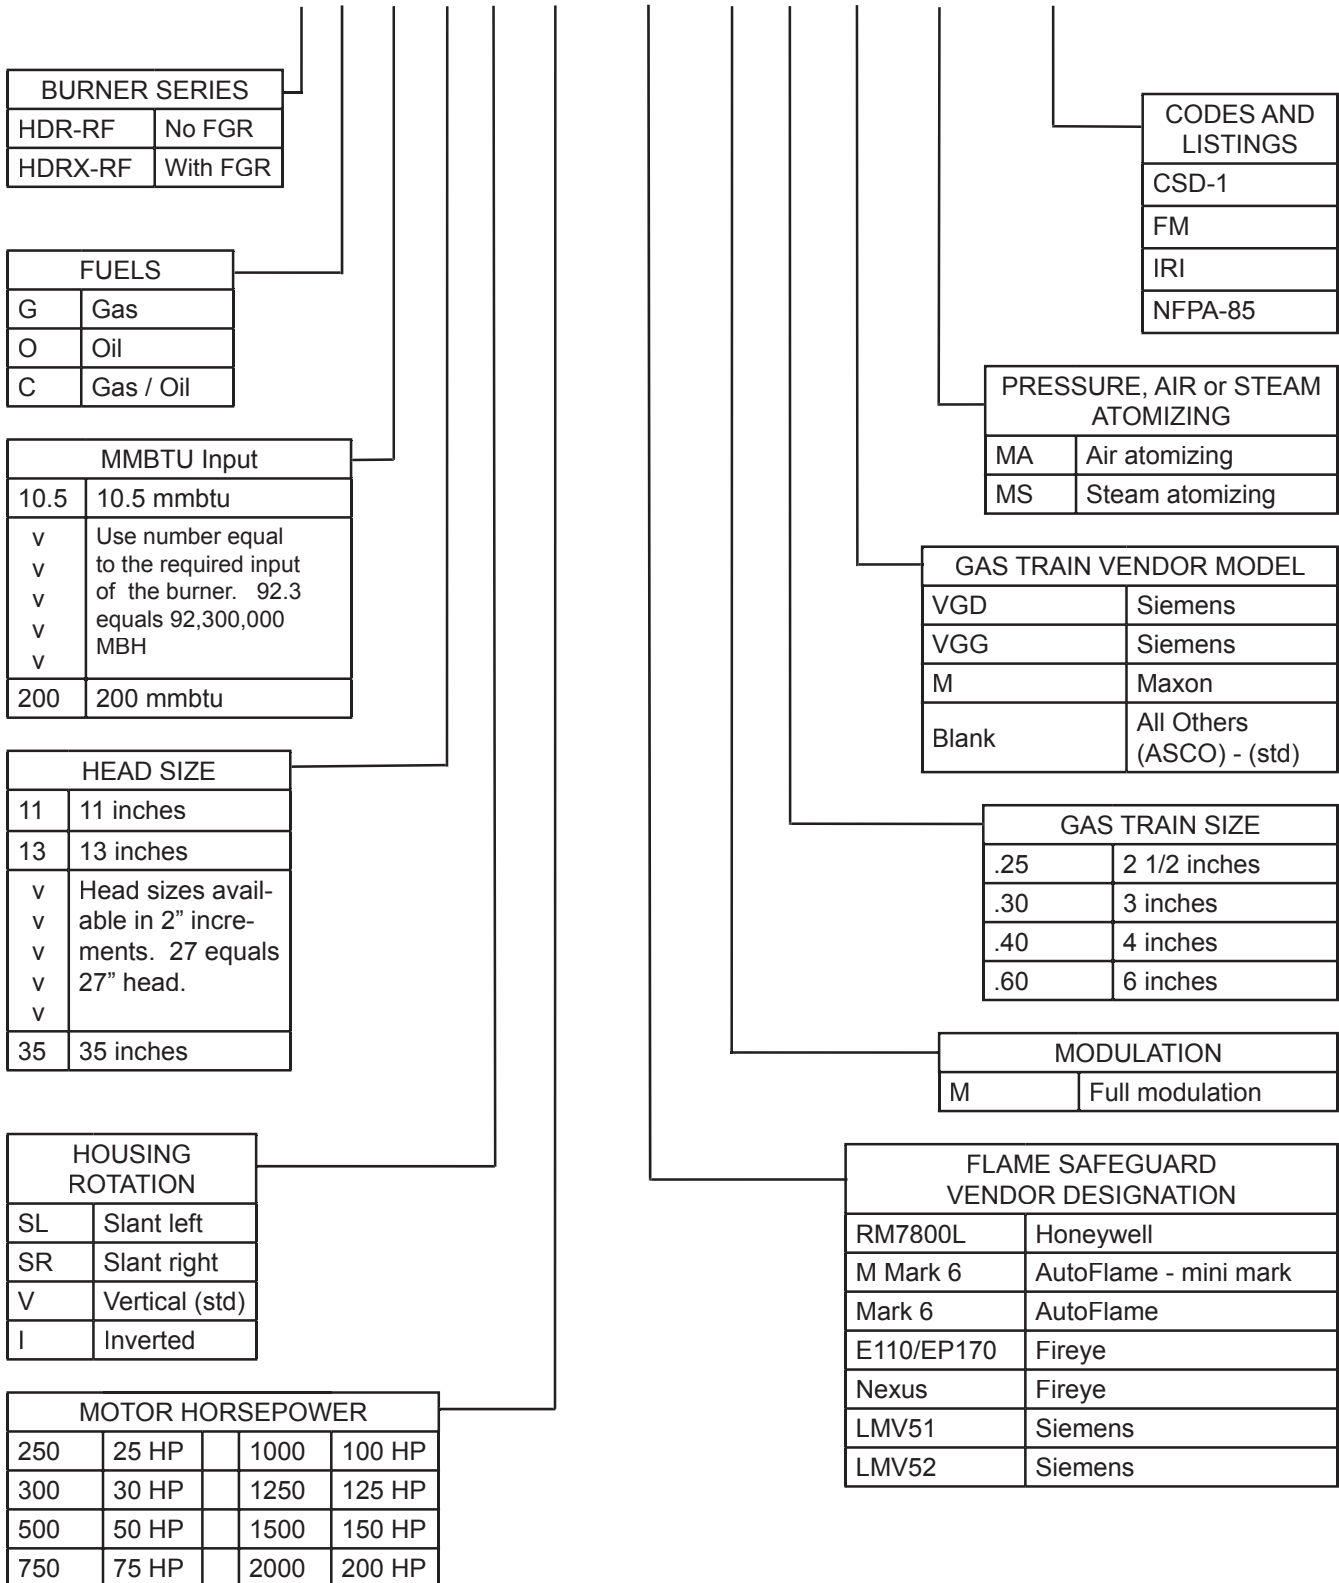 BURNER SERIES
HDR-RF No FGR
HDRX-RF With FGR
FUELS
G Gas
O Oil
C Gas / Oil
MMBTU Input
10.5 10.5 mmbtu
v Use number equal
v to the required input
v of the burner. 92.3
v equals 92,300,000
v MBH
200 200 mmbtu
HEAD SIZE
11 11 inches
13 13 inches
v Head sizes avail-
v able in 2” incre-
v ments. 27 equals
v 27” head.
v
35 35 inches
HOUSING
ROTATION
SL Slant left
SR Slant right
V Vertical (std)
I Inverted
MOTOR HORSEPOWER
250 25 HP 1000 100 HP
300 30 HP 1250 125 HP
500 50 HP 1500 150 HP
750 75 HP 2000 200 HP
CODES AND
LISTINGS
CSD-1
FM
IRI
NFPA-85
PRESSURE, AIR or STEAM
ATOMIZING
MA Air atomizing
MS Steam atomizing
GAS TRAIN VENDOR MODEL
VGD Siemens
VGG Siemens
M Maxon
Blank All Others
(ASCO) - (std)
GAS TRAIN SIZE
.25 2 1/2 inches
.30 3 inches
.40 4 inches
.60 6 inches
MODULATION
M Full modulation
FLAME SAFEGUARD
VENDOR DESIGNATION
RM7800L Honeywell
M Mark 6 AutoFlame - mini mark
Mark 6 AutoFlame
E110/EP170 Fireye
Nexus Fireye
LMV51 Siemens
LMV52 Siemens